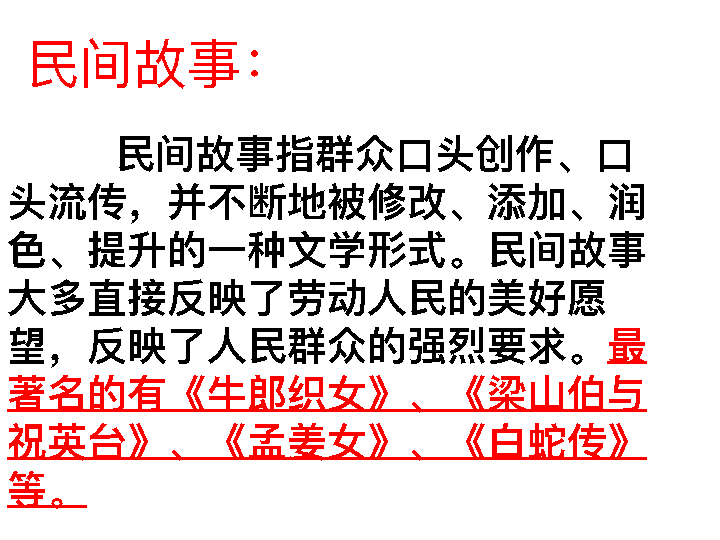 民间故事：
民间故事指群众口头创作、口
头流传，并不断地被修改、添加、润
色、提升的一种文学形式。民间故事
大多直接反映了劳动人民的美好愿
望，反映了人民群众的强烈要求。最
著名的有《牛郎织女》、《梁山伯与
祝英台》、《孟姜女》、《白蛇传》
等。